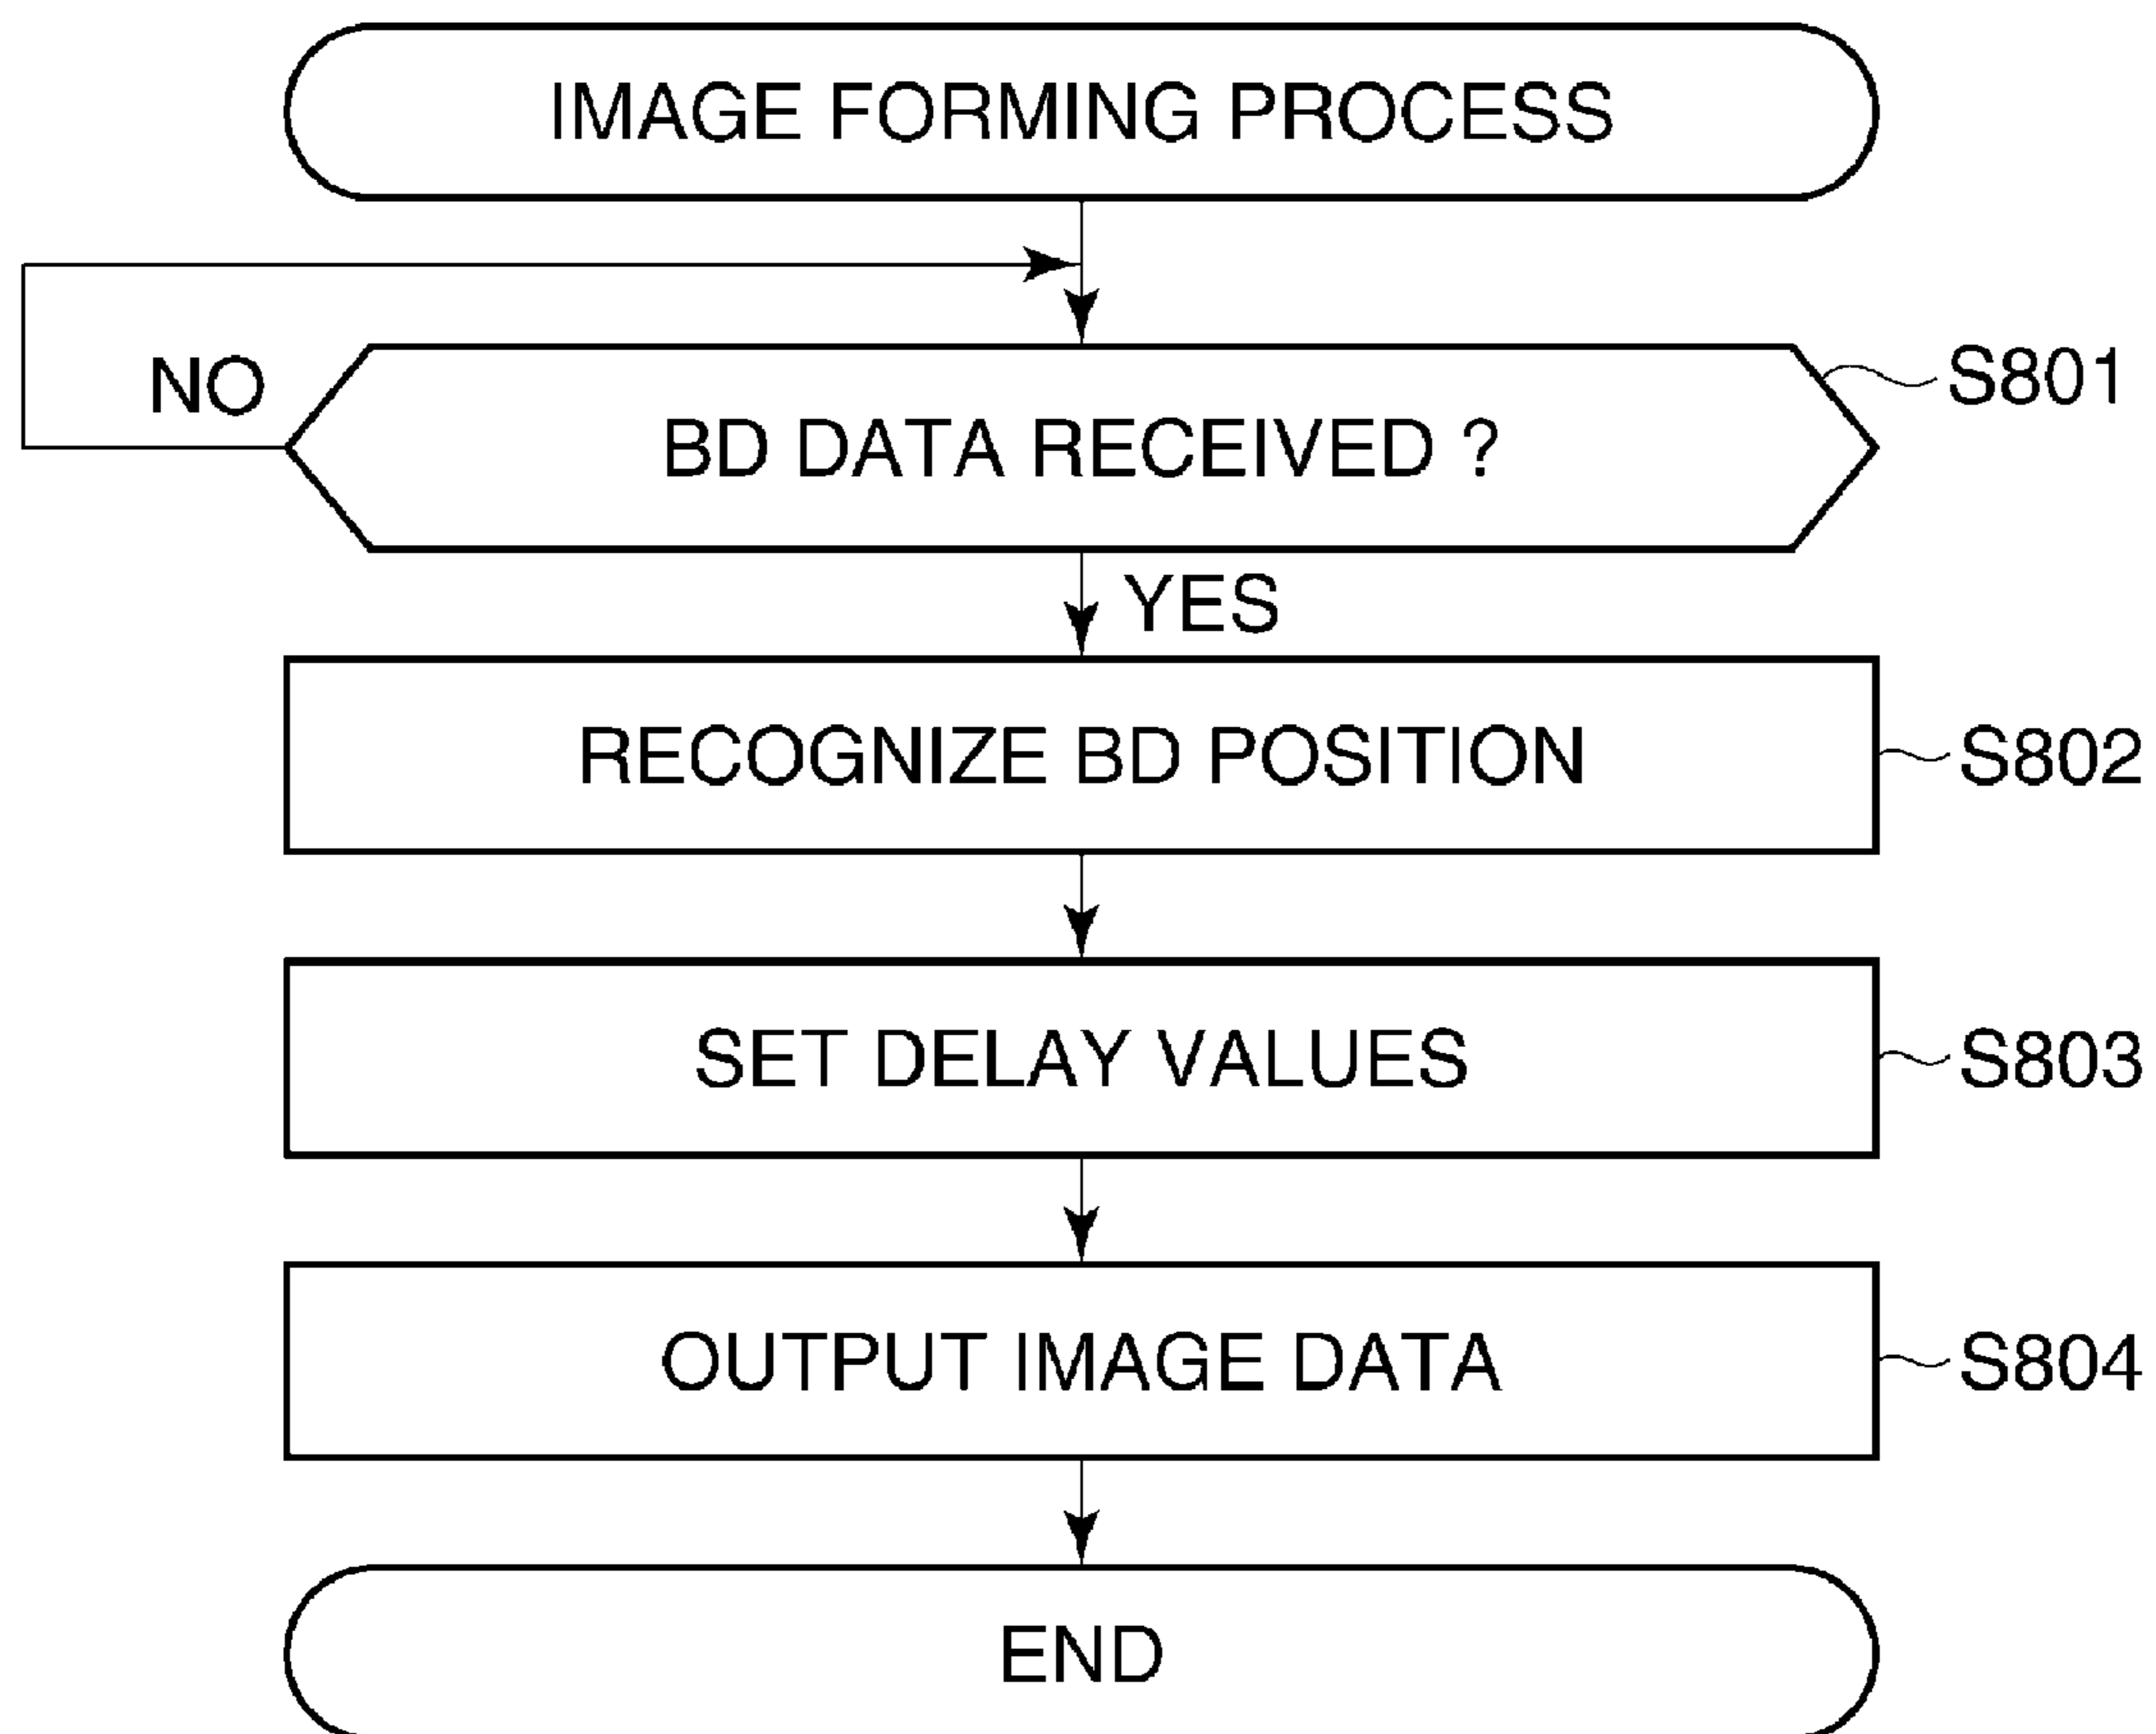 IMAGE FORMING PROCESS
NO
S801
BD DATA RECEIVED ?
YES
RECOGNIZE BD POSITION
S802
SET DELAY VALUES
S803
OUTPUT IMAGE DATA
S804
END